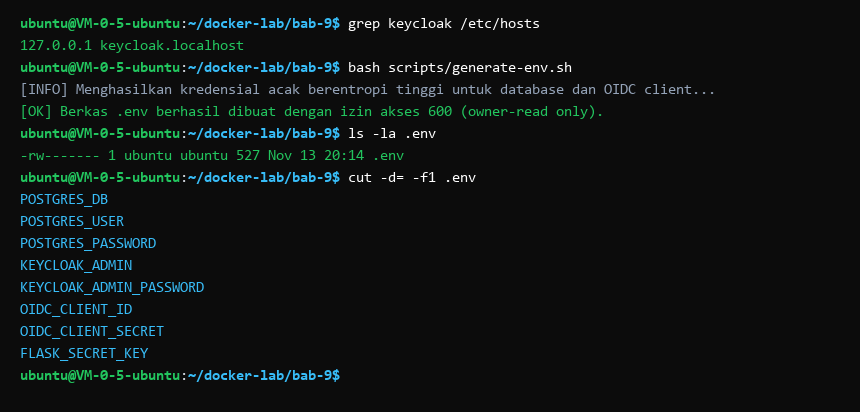 ubuntu@VM-0-5-ubuntu:~/docker-lab/bab-9$ grep keycloak /etc/hosts
127.0.0.1 keycloak.localhost
ubuntu@VM-0-5-ubuntu:~/docker-lab/bab-9$ bash scripts/generate-env.sh
[INFO] Menghasilkan kredensial acak berentropi tinggi untuk database dan OIDC client...
[OK] Berkas .env berhasil dibuat dengan izin akses 600 (owner-read only).
ubuntu@VM-0-5-ubuntu:~/docker-lab/bab-9$ ls -la .env
-rw------- 1 ubuntu ubuntu 527 Nov 13 20:14 .env
ubuntu@VM-0-5-ubuntu:~/docker-lab/bab-9$ cut -d= -f1 .env
POSTGRES_DB
POSTGRES_USER
POSTGRES_PASSWORD
KEYCLOAK_ADMIN
KEYCLOAK_ADMIN_PASSWORD
OIDC_CLIENT_ID
OIDC_CLIENT_SECRET
FLASK_SECRET_KEY
ubuntu@VM-0-5-ubuntu:~/docker-lab/bab-9$